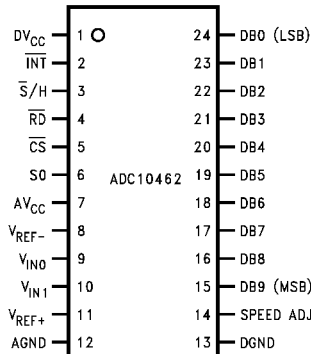 DVCC 1 24 DB0 (LSB)
INT 2 23 DB1
S/H 3 22 DB2
RD 4 21 DB3
CS 5 20 DB4
S0 6 19 DB5
ADC10462
AVCC 7 18 DB6
VREF- 8 17 DB7
VIN0 9 16 DB8
VIN1 10 15 DB9 (MSB)
VREF+ 11 14 SPEED ADJ
AGND 12 13 DGND